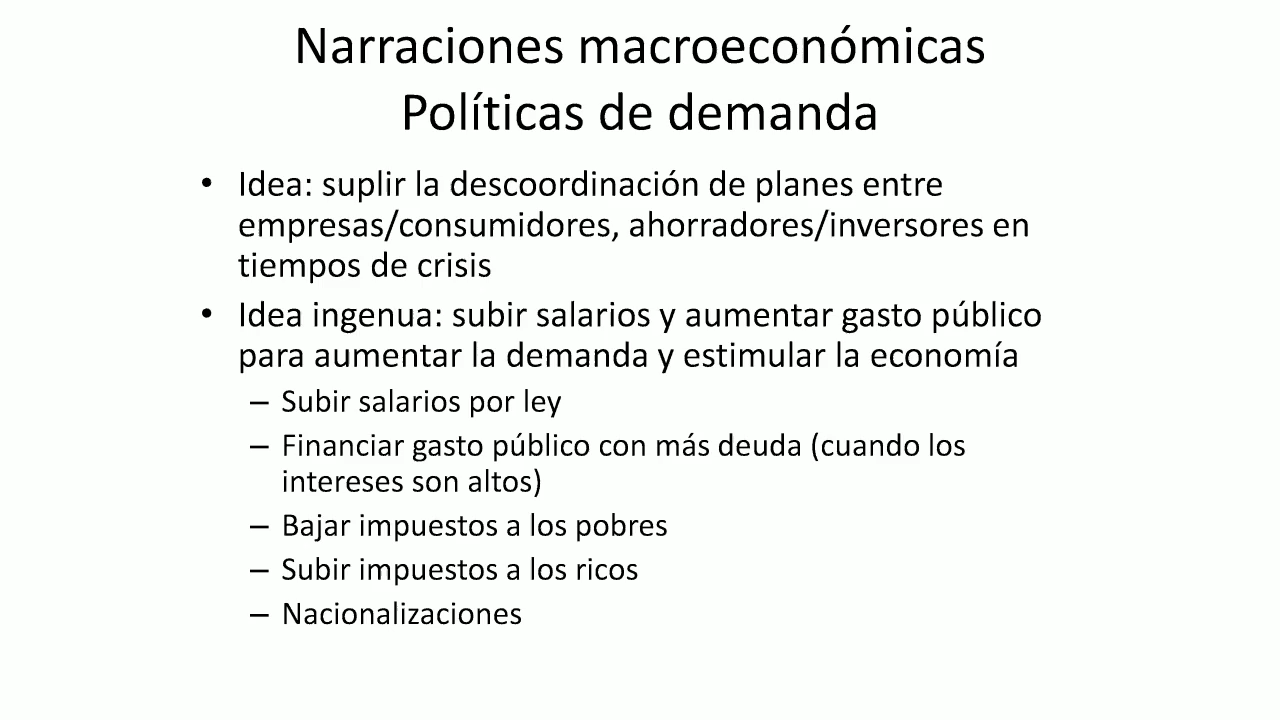 Narraciones macroeconómicas
Políticas de demanda
• Idea: suplir la descoordinación de planes entre
empresas/consumidores, ahorradores/inversores en
tiempos de crisis
• Idea ingenua: subir salarios y aumentar gasto público
para aumentar la demanda y estimular la economía
– Subir salarios por ley
– Financiar gasto público con más deuda (cuando los
intereses son altos)
– Bajar impuestos a los pobres
– Subir impuestos a los ricos
– Nacionalizaciones